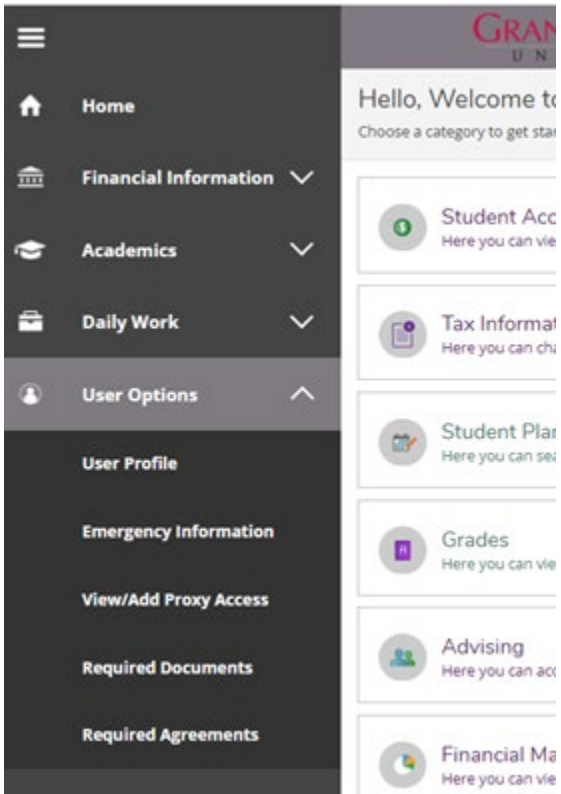 Home
Financial Information
Academics
Daily Work
User Options
User Profile
Emergency Information
View/Add Proxy Access
Required Documents
Required Agreements
GRAN
U N
Hello, Welcome to
Choose a category to get star
Student Acc
Here you can vie
Tax Informat
Here you can cha
Student Plan
Here you can sea
A
Grades
Here you can vie
Advising
Here you can acc
Financial Ma
Here you can vie